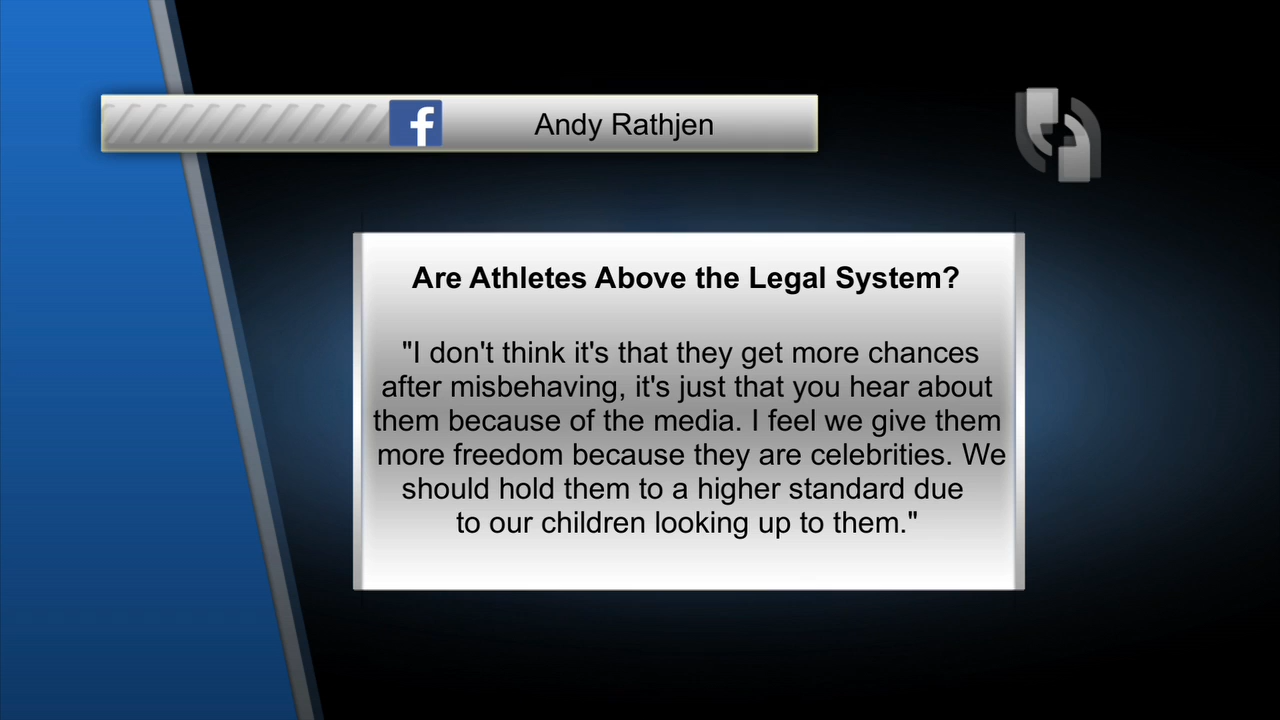 Andy Rathjen
Are Athletes Above the Legal System?
"I don't think it's that they get more chances
after misbehaving, it's just that you hear about
them because of the media. I feel we give them
more freedom because they are celebrities. We
should hold them to a higher standard due
to our children looking up to them."